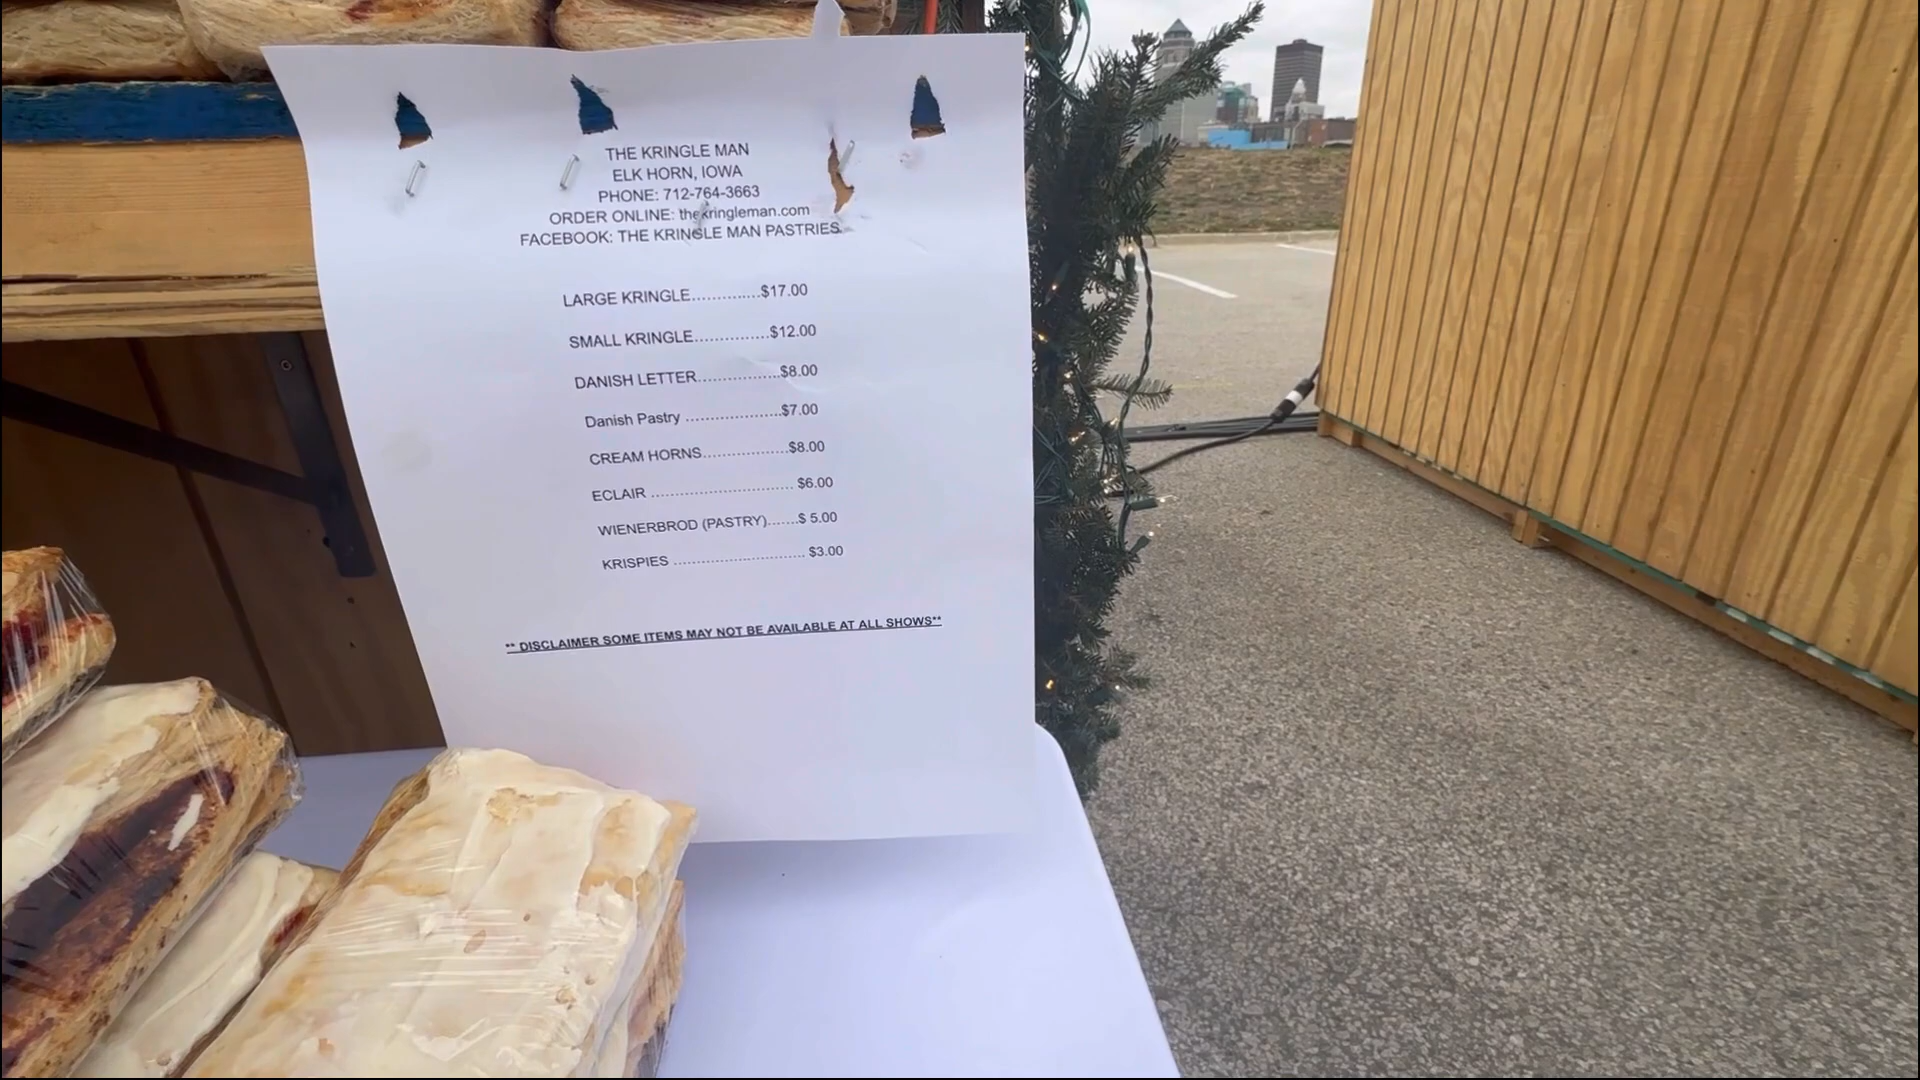 THE KRINGLE MAN
ELK HORN, IOWA
PHONE: 712-764-3663
ORDER ONLINE: thekringleman.com
FACEBOOK: THE KRINGLE MAN PASTRIES
LARGE KRINGLE..............$17.00
SMALL KRINGLE...............$12.00
DANISH LETTER.................$8.00
Danish Pastry ....................$7.00
CREAM HORNS..................$8.00
ECLAIR .............................. $6.00
WIENERBROD (PASTRY).......$ 5.00
KRISPIES ............................ $3.00
** DISCLAIMER SOME ITEMS MAY NOT BE AVAILABLE AT ALL SHOWS**